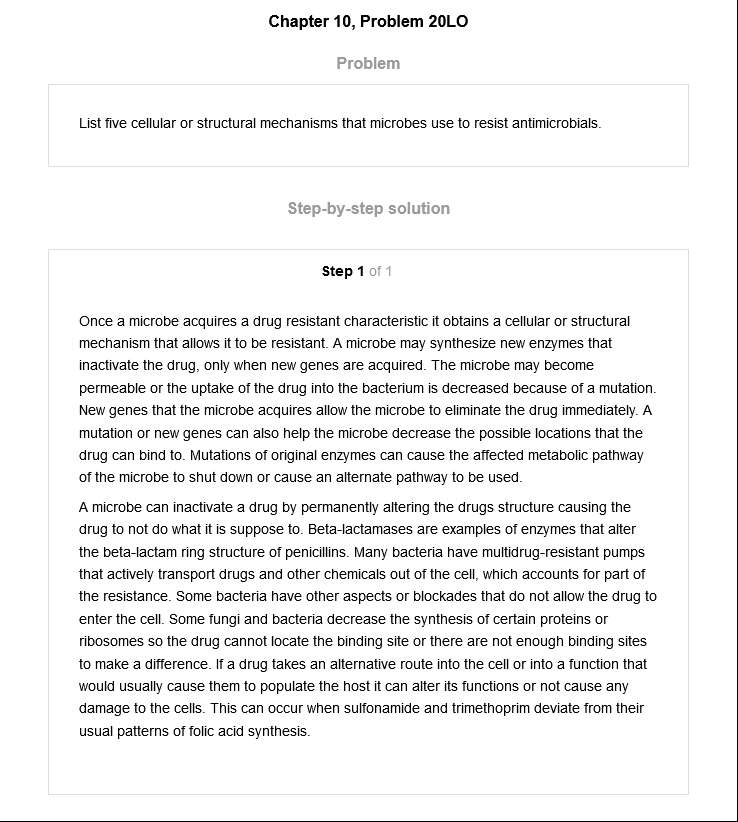 Chapter 10, Problem 20LO
Problem
List five cellular or structural mechanisms that microbes use to resist antimicrobials.
Step-by-step solution
Step 1 of 1
Once a microbe acquires a drug resistant characteristic it obtains a cellular or structural
mechanism that allows it to be resistant. A microbe may synthesize new enzymes that
inactivate the drug, only when new genes are acquired. The microbe may become
permeable or the uptake of the drug into the bacterium is decreased because of a mutation.
New genes that the microbe acquires allow the microbe to eliminate the drug immediately. A
mutation or new genes can also help the microbe decrease the possible locations that the
drug can bind to. Mutations of original enzymes can cause the affected metabolic pathway
of the microbe to shut down or cause an alternate pathway to be used.
A microbe can inactivate a drug by permanently altering the drugs structure causing the
drug to not do what it is suppose to. Beta-lactamases are examples of enzymes that alter
the beta-lactam ring structure of penicillins. Many bacteria have multidrug-resistant pumps
that actively transport drugs and other chemicals out of the cell, which accounts for part of
the resistance. Some bacteria have other aspects or blockades that do not allow the drug to
enter the cell. Some fungi and bacteria decrease the synthesis of certain proteins or
ribosomes so the drug cannot locate the binding site or there are not enough binding sites
to make a difference. If a drug takes an alternative route into the cell or into a function that
would usually cause them to populate the host it can alter its functions or not cause any
damage to the cells. This can occur when sulfonamide and trimethoprim deviate from their
usual patterns of folic acid synthesis.